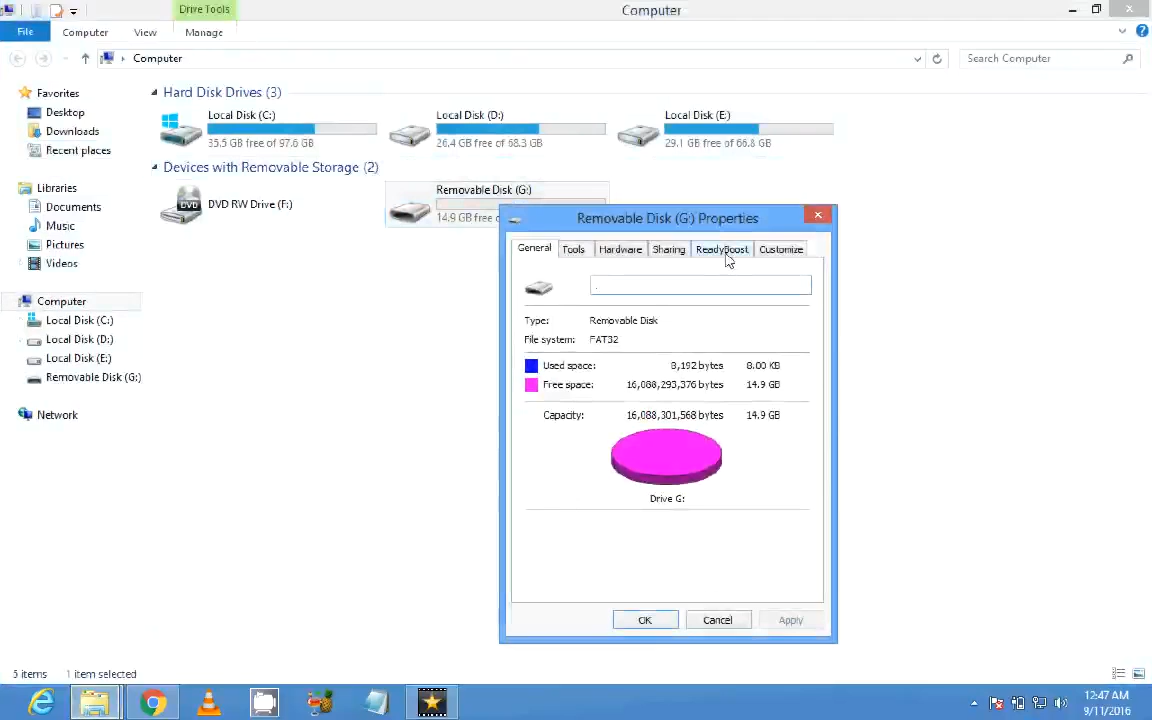 Drive Tools
Computer
File
Computer
View
Manage
Computer
Search Computer
Favorites
Desktop
Downloads
Recent places
Libraries
Documents
Music
Pictures
Videos
Computer
Local Disk (C:)
Local Disk (D:)
Local Disk (E:)
Removable Disk (G:)
Network
Hard Disk Drives (3)
Local Disk (C:)
35.5 GB free of 97.6 GB
Local Disk (D:)
26.4 GB free of 68.3 GB
Local Disk (E:)
29.1 GB free of 66.8 GB
Devices with Removable Storage (2)
DVD
DVD RW Drive (F:)
Removable Disk (G:)
14.9 GB free
Removable Disk (G:) Properties
General
Tools
Hardware
Sharing
ReadyBoost
Customize
Type: Removable Disk
File system: FAT32
Used space: 8,192 bytes 8.00 KB
Free space: 16,088,293,376 bytes 14.9 GB
Capacity: 16,088,301,568 bytes 14.9 GB
Drive G:
OK
Cancel
Apply
5 items
1 item selected
12:47 AM
9/11/2016